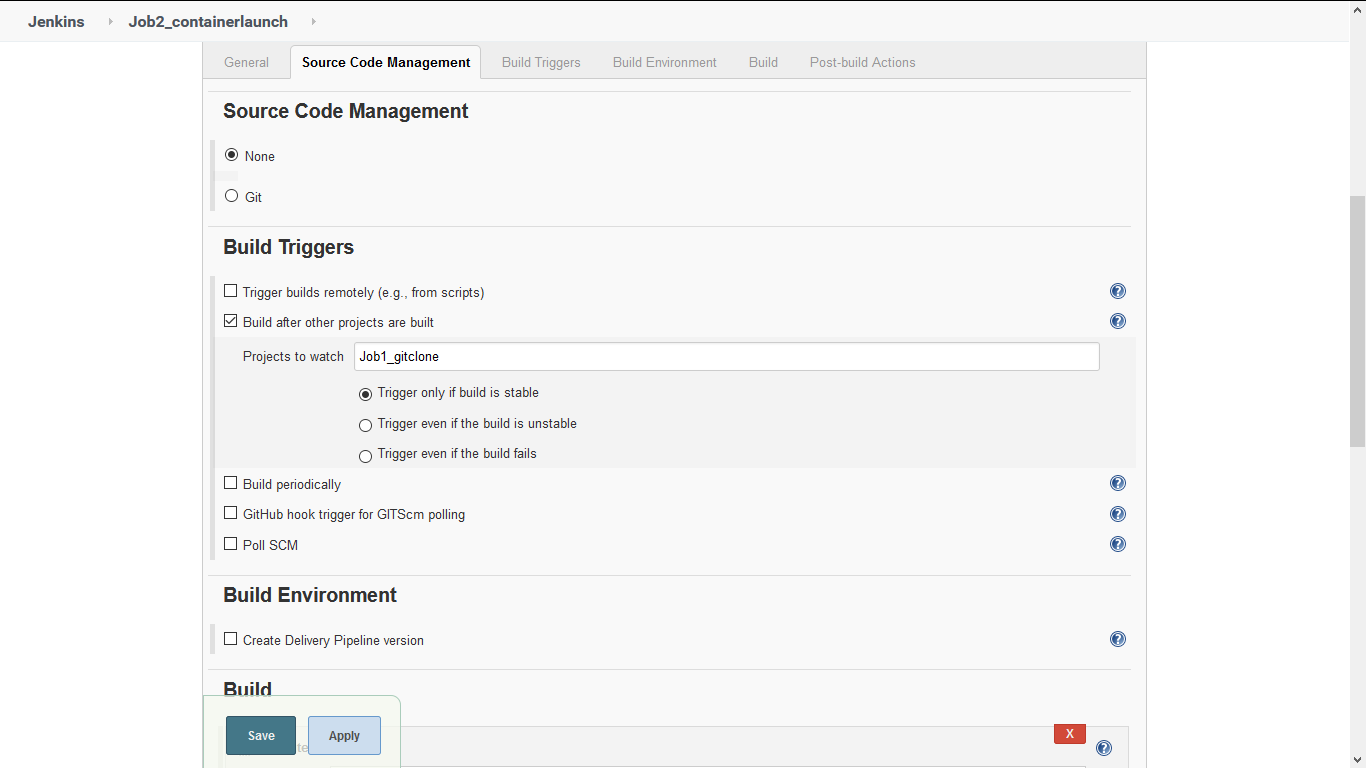 Jenkins Job2_containerlaunch
General Source Code Management Build Triggers Build Environment Build Post-build Actions
Source Code Management
None
Git
Build Triggers
Trigger builds remotely (e.g., from scripts)
Build after other projects are built
Projects to watch Job1_gitclone
Trigger only if build is stable
Trigger even if the build is unstable
Trigger even if the build fails
Build periodically
GitHub hook trigger for GITScm polling
Poll SCM
Build Environment
Create Delivery Pipeline version
Build
Save Apply X